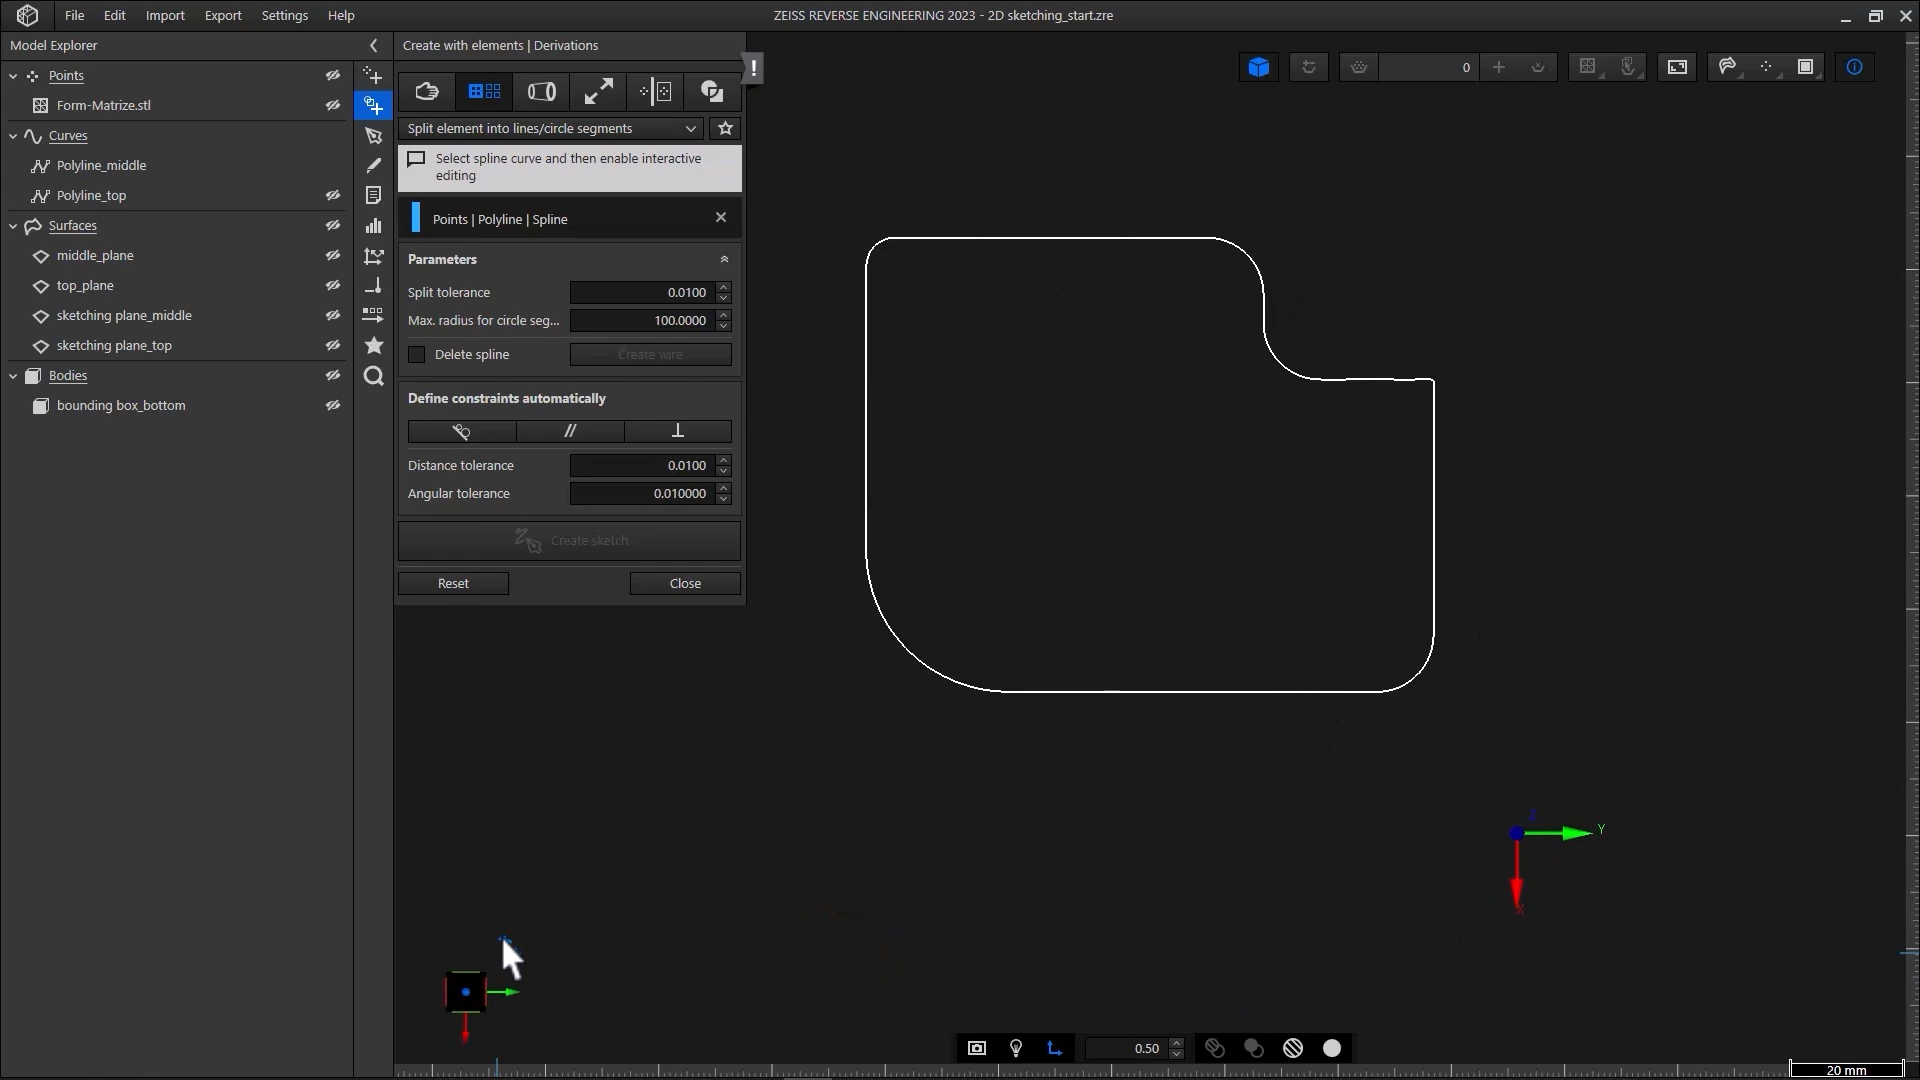 File Edit Import Export Settings Help
ZEISS REVERSE ENGINEERING 2023 - 2D sketching_start.zre
Model Explorer
Points
Form-Matrize.stl
Curves
Polyline_middle
Polyline_top
Surfaces
middle_plane
top_plane
sketching plane_middle
sketching plane_top
Bodies
bounding box_bottom
Create with elements | Derivations
!
Split element into lines/circle segments
Select spline curve and then enable interactive
editing
Points | Polyline | Spline
Parameters
Split tolerance 0.0100
Max. radius for circle seg... 100.0000
Delete spline Create wire
Define constraints automatically
Distance tolerance 0.0100
Angular tolerance 0.010000
Create sketch
Reset Close
0
Z
Y
X
0.50
20 mm